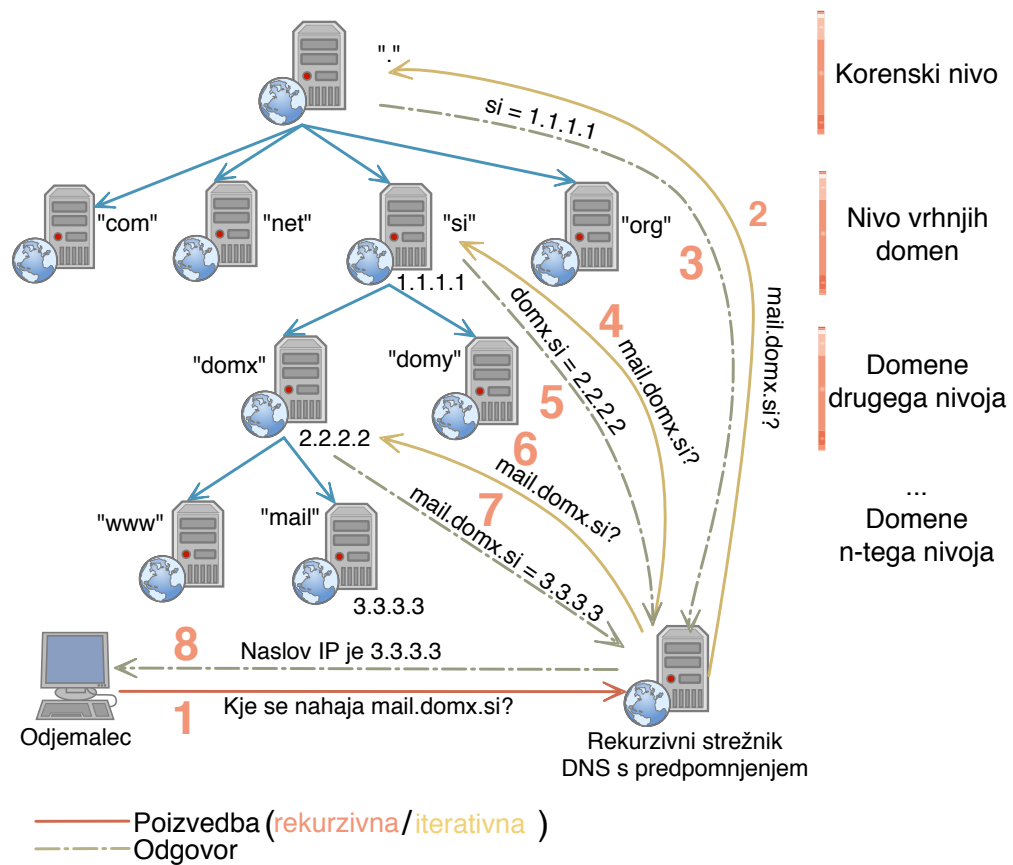 "."
Korenski nivo
si = 1.1.1.1
2
"com"
"net"
"si"
"org"
Nivo vrhnjih
domen
3
1.1.1.1
4
mail.domx.si?
domx.si = 2.2.2.2
mail.domx.si?
"domx"
"domy"
Domene
drugega nivoja
5
6
2.2.2.2
mail.domx.si?
7
mail.domx.si = 3.3.3.3
...
Domene
n-tega nivoja
"www"
"mail"
3.3.3.3
8
Naslov IP je 3.3.3.3
1
Kje se nahaja mail.domx.si?
Odjemalec
Rekurzivni strežnik
DNS s predpomnjenjem
Poizvedba (rekurzivna/iterativna )
Odgovor